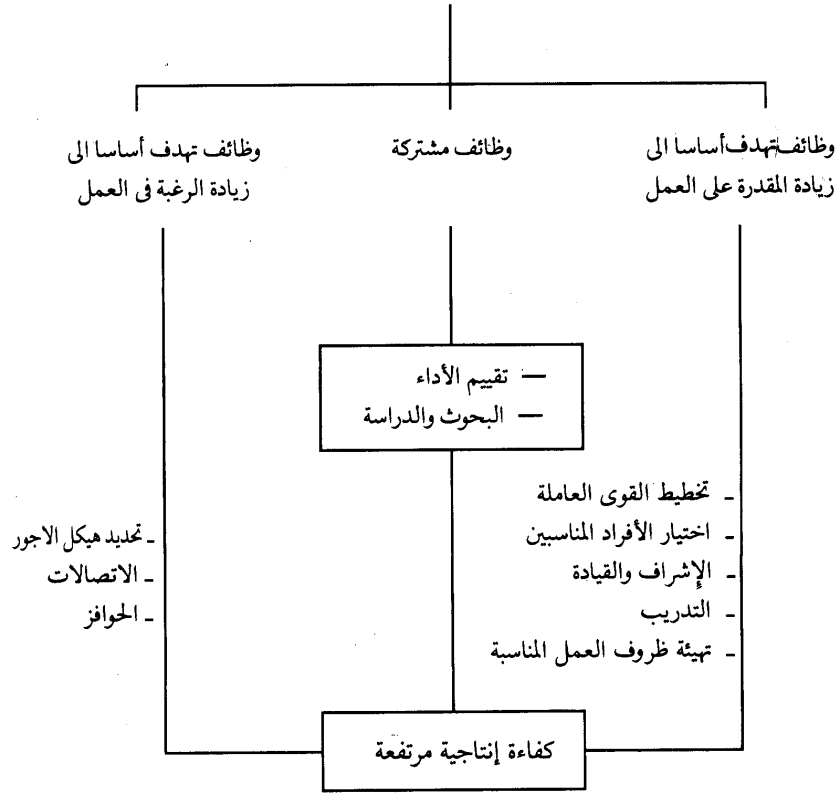 وظائف تهدف أساسا الى
زيادة المقدرة على العمل
وظائف مشتركة
وظائف تهدف أساسا الى
زيادة الرغبة فى العمل
— تقييم الأداء
— البحوث والدراسة
- تخطيط القوى العاملة
- اختيار الأفراد المناسبين
- الإشراف والقيادة
- التدريب
- تهيئة ظروف العمل المناسبة
- تحديد هيكل الاجور
- الاتصالات
- الحوافز
كفاءة إنتاجية مرتفعة